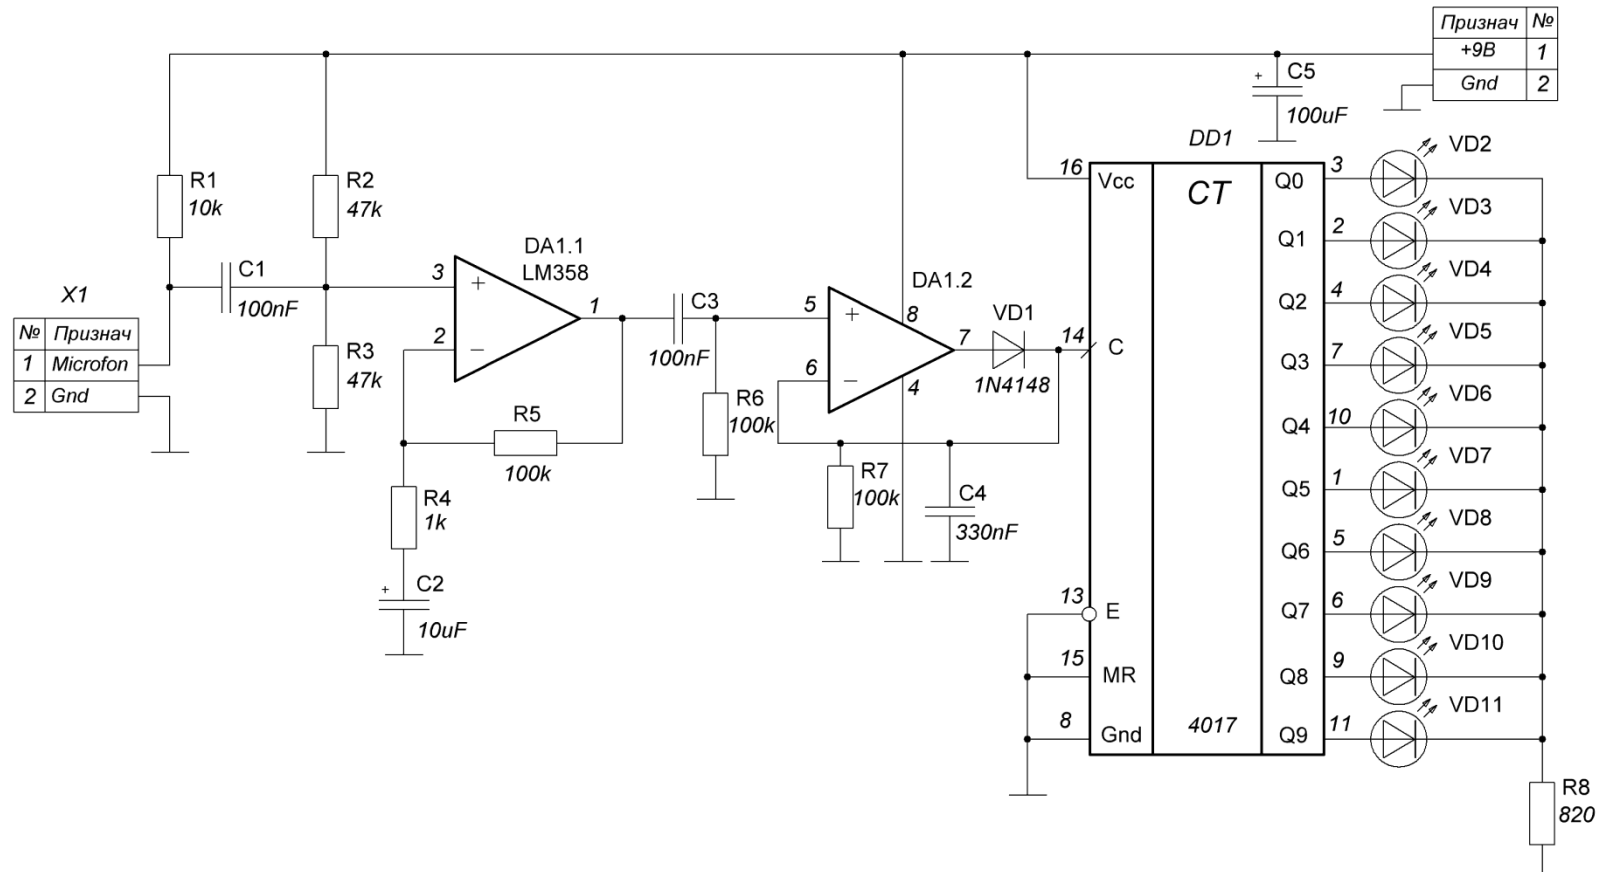 Признач №
+9В 1
Gnd 2
C5
+
100uF
DD1
R1
10k
R2
47k
C1
100nF
R3
47k
X1
№ Признач
1 Microfon
2 Gnd
DA1.1
LM358
3 +
2 −
1
R5
100k
R4
1k
C2
+
10uF
C3
100nF
R6
100k
DA1.2
5 +
6 −
8
4
7
VD1
1N4148
R7
100k
C4
330nF
16 Vcc
14 C
13 E
15 MR
8 Gnd
CT
4017
Q0 3 VD2
Q1 2 VD3
Q2 4 VD4
Q3 7 VD5
Q4 10 VD6
Q5 1 VD7
Q6 5 VD8
Q7 6 VD9
Q8 9 VD10
Q9 11 VD11
R8
820